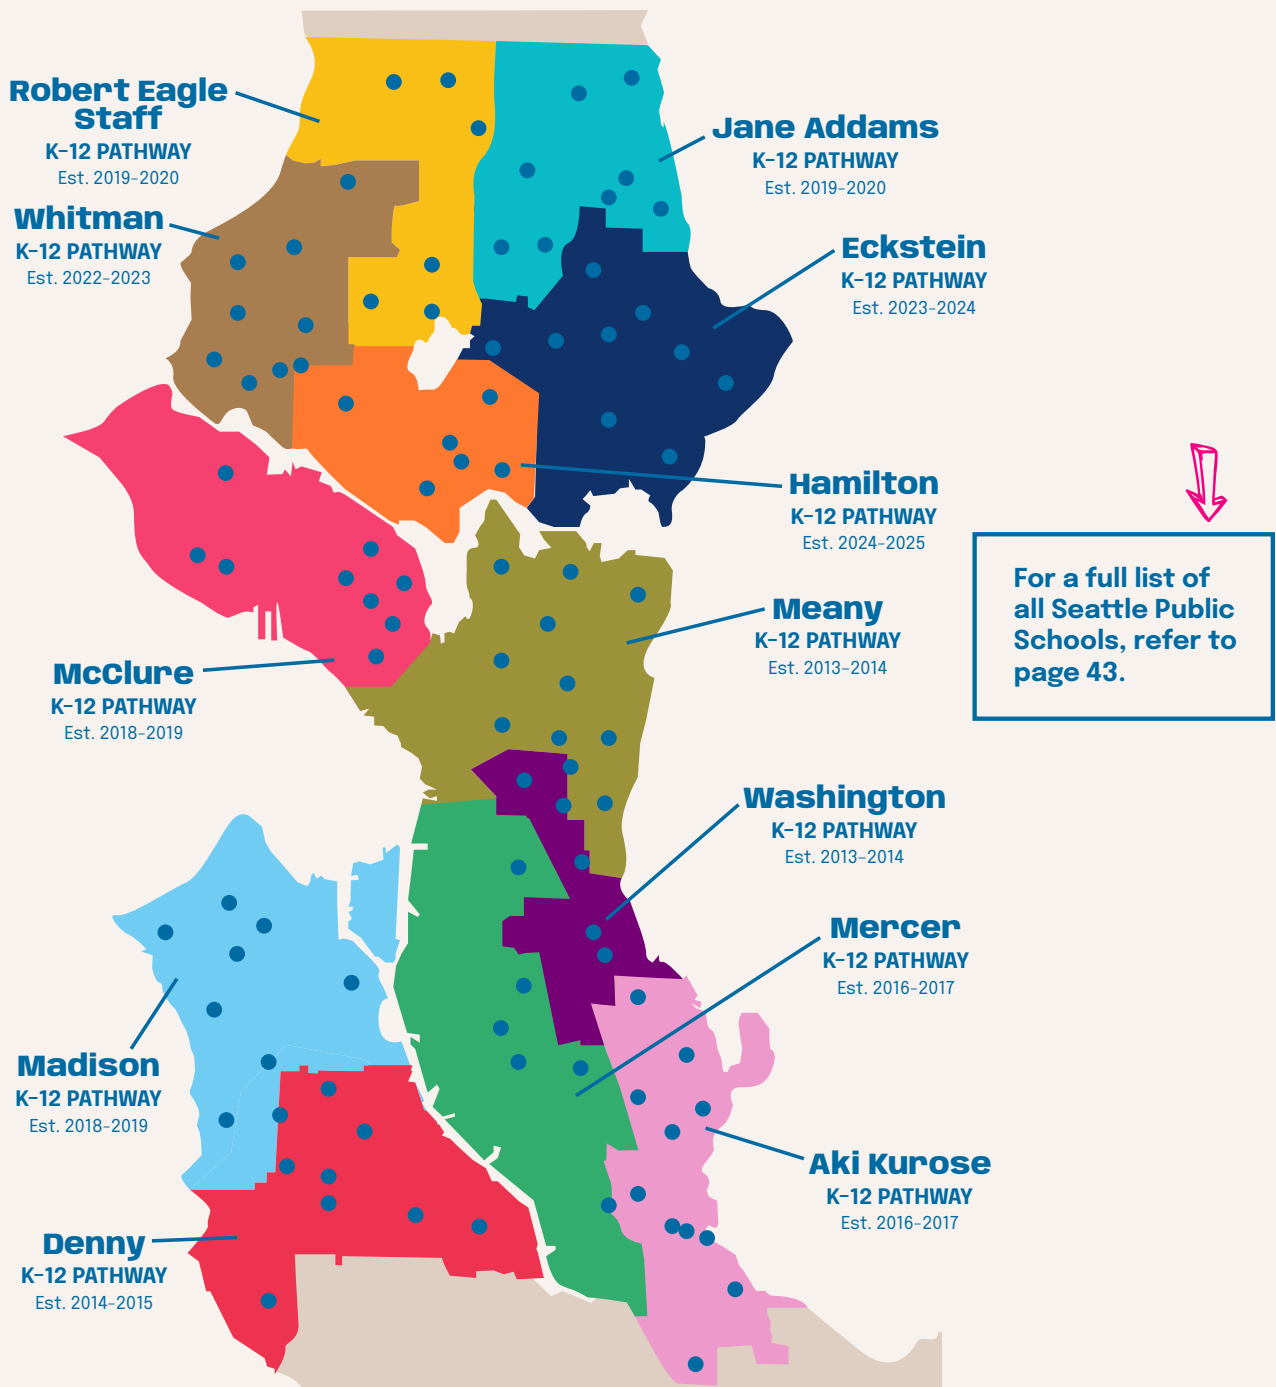 Robert Eagle
Staff
K-12 PATHWAY
Est. 2019-2020
Jane Addams
K-12 PATHWAY
Est. 2019-2020
Whitman
K-12 PATHWAY
Est. 2022-2023
Eckstein
K-12 PATHWAY
Est. 2023-2024
Hamilton
K-12 PATHWAY
Est. 2024-2025
For a full list of
all Seattle Public
Schools, refer to
page 43.
Meany
K-12 PATHWAY
Est. 2013-2014
McClure
K-12 PATHWAY
Est. 2018-2019
Washington
K-12 PATHWAY
Est. 2013-2014
Mercer
K-12 PATHWAY
Est. 2016-2017
Madison
K-12 PATHWAY
Est. 2018-2019
Aki Kurose
K-12 PATHWAY
Est. 2016-2017
Denny
K-12 PATHWAY
Est. 2014-2015